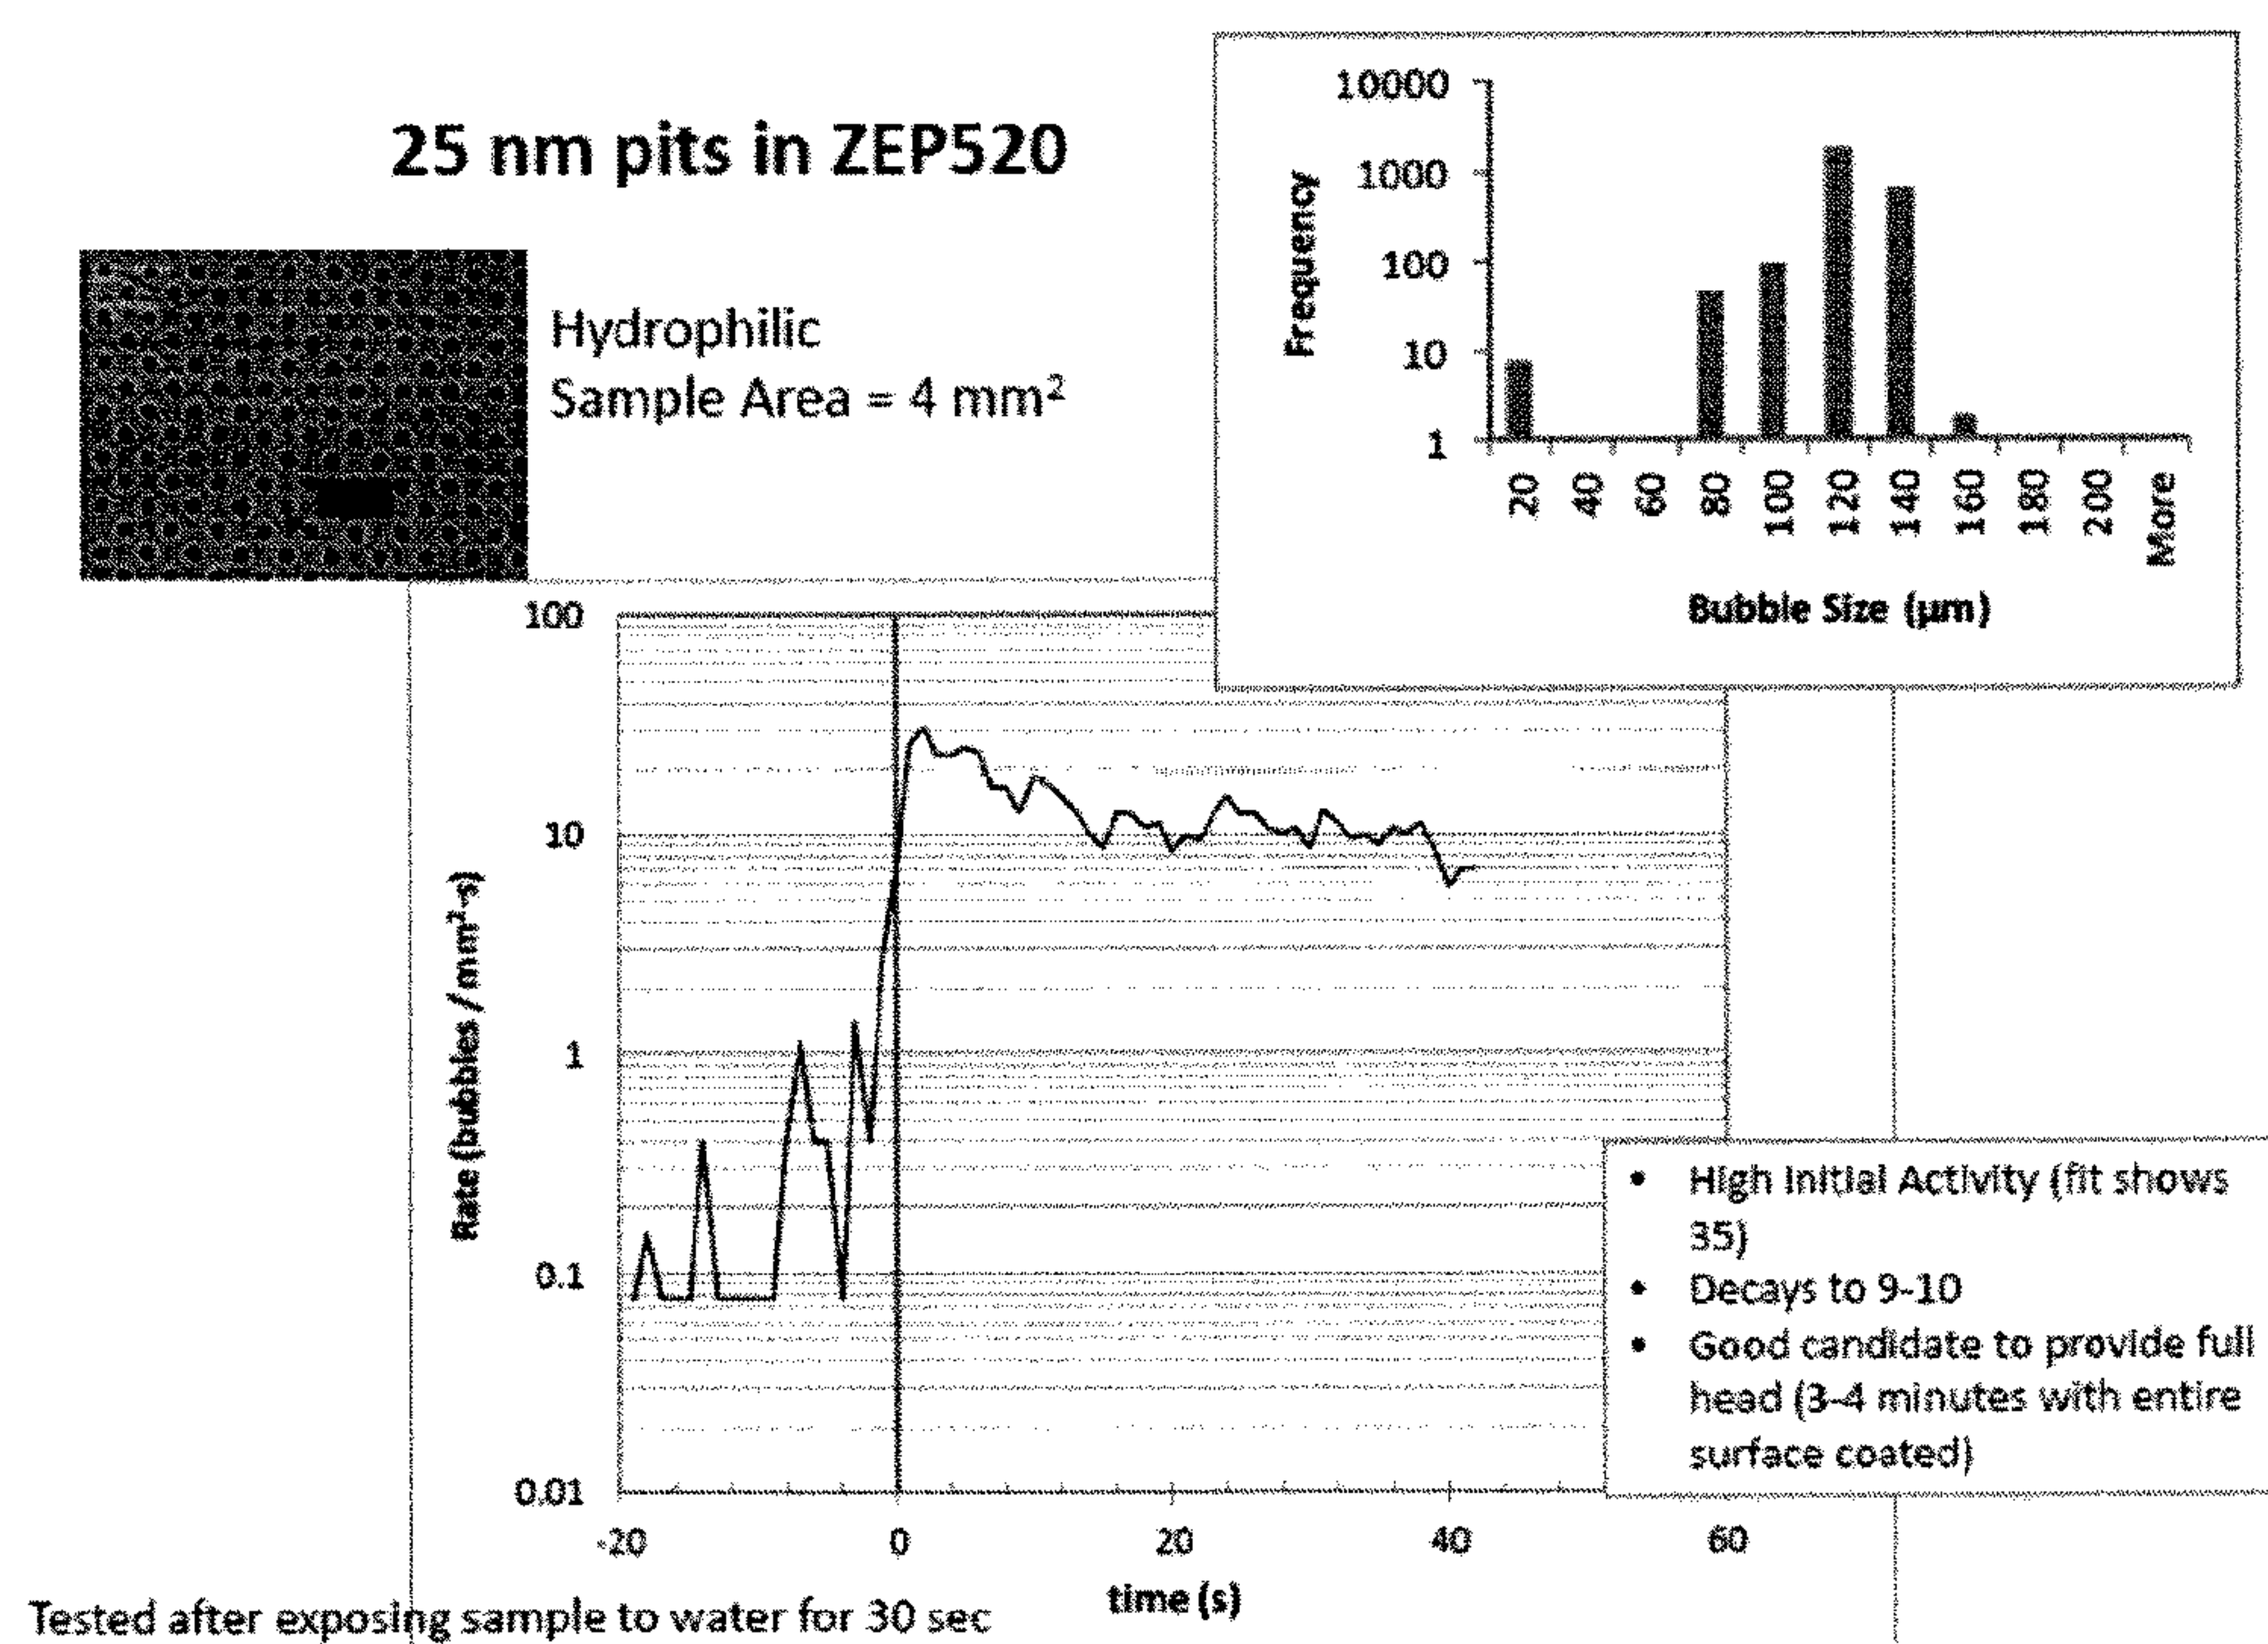 25 nm pits in ZEP520
Hydrophilic
Sample Area = 4 mm²
10000
1000
100
10
1
Frequency
20
40
60
80
100
120
140
160
180
200
More
Bubble Size (µm)
100
10
1
0.1
0.01
Rate (bubbles / mm²-s)
-20
0
20
40
60
time (s)
• High Initial Activity (fit shows
35)
• Decays to 9-10
• Good candidate to provide full
head (3-4 minutes with entire
surface coated)
Tested after exposing sample to water for 30 sec